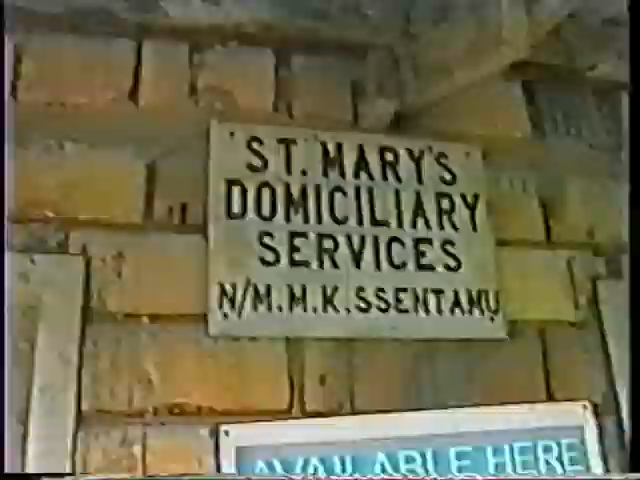 ST. MARY'S
DOMICILIARY
SERVICES
N/M.M.K.SSENTAMU
AVAILABLE HERE